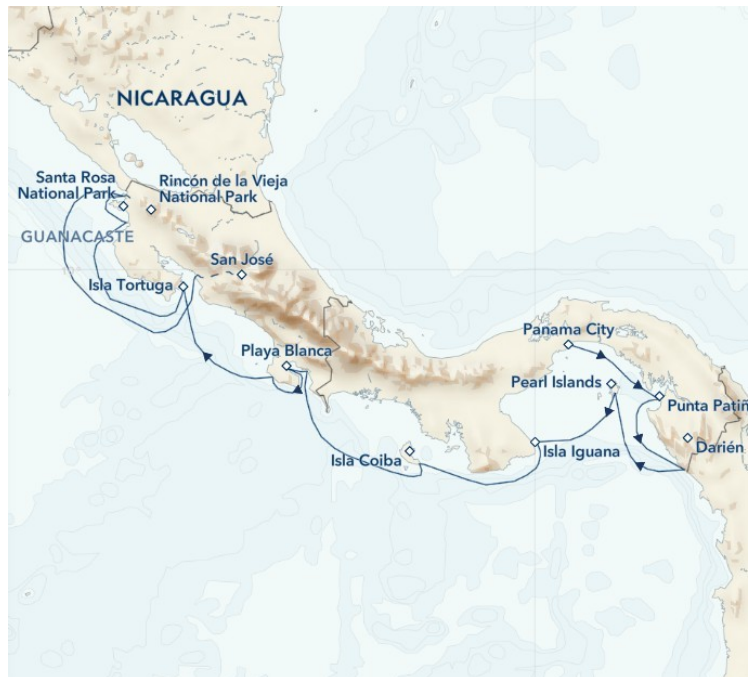 NICARAGUA
Santa Rosa
National Park
Rincón de la Vieja
National Park
GUANACASTE
San José
Isla Tortuga
Panama City
Playa Blanca
Pearl Islands
Punta Patiñ
Isla Coiba
Isla Iguana
Darién